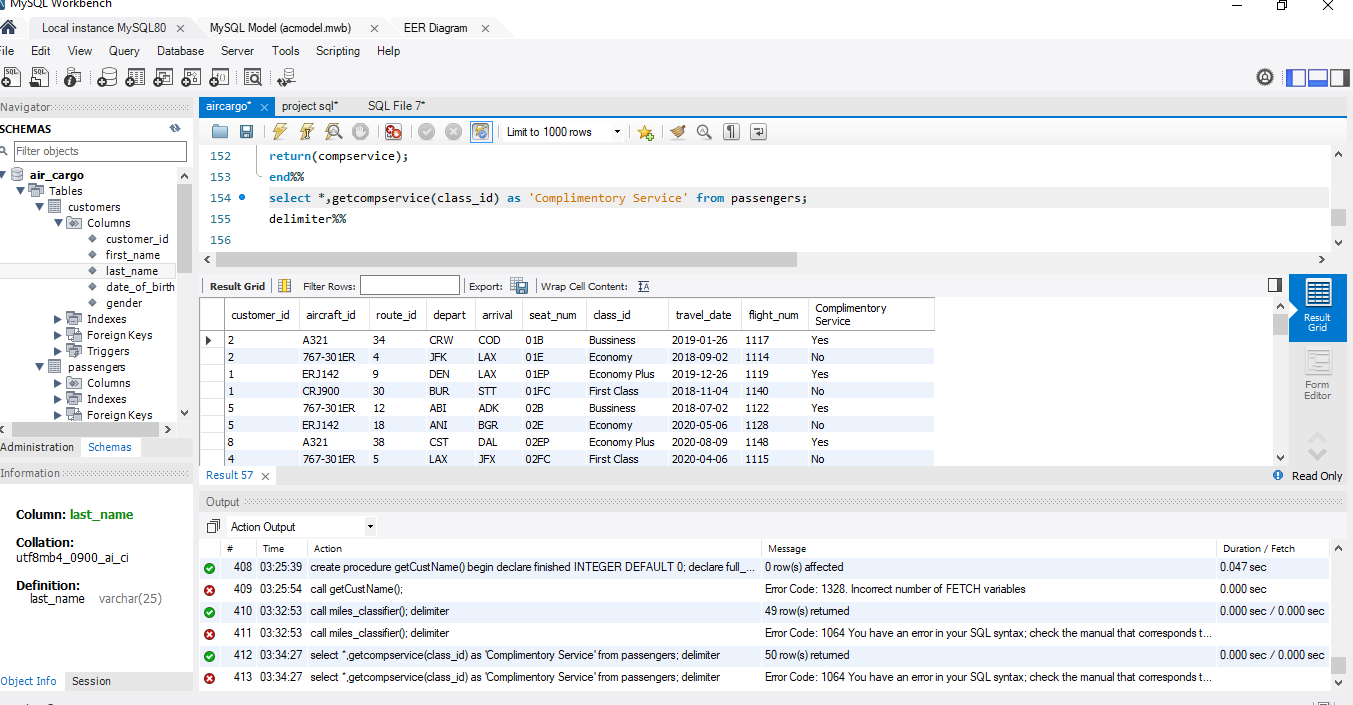 MySQL Workbench
Local instance MySQL80
MySQL Model (acmodel.mwb)
EER Diagram
File Edit View Query Database Server Tools Scripting Help
Navigator
SCHEMAS
Filter objects
air_cargo
Tables
customers
Columns
customer_id
first_name
last_name
date_of_birth
gender
Indexes
Foreign Keys
Triggers
passengers
Columns
Indexes
Foreign Keys
Administration Schemas
Information
Column: last_name
Collation:
utf8mb4_0900_ai_ci
Definition:
last_name varchar(25)
Object Info Session
aircargo* project sql* SQL File 7*
Limit to 1000 rows
152 return(compservice);
153 end%%
154 select *,getcompservice(class_id) as 'Complimentory Service' from passengers;
155 delimiter%%
156
Result Grid Filter Rows: Export: Wrap Cell Content:
customer_id aircraft_id route_id depart arrival seat_num class_id travel_date flight_num Complimentory Service
2 A321 34 CRW COD 01B Bussiness 2019-01-26 1117 Yes
2 767-301ER 4 JFK LAX 01E Economy 2018-09-02 1114 No
1 ERJ142 9 DEN LAX 01EP Economy Plus 2019-12-26 1119 Yes
1 CRJ900 30 BUR STT 01FC First Class 2018-11-04 1140 No
5 767-301ER 12 ABI ADK 02B Bussiness 2018-07-02 1122 Yes
5 ERJ142 18 ANI BGR 02E Economy 2020-05-06 1128 No
8 A321 38 CST DAL 02EP Economy Plus 2020-08-09 1148 Yes
4 767-301ER 5 LAX JFX 02FC First Class 2020-04-06 1115 No
Result Grid
Form Editor
Result 57
Read Only
Output
Action Output
# Time Action Message Duration / Fetch
408 03:25:39 create procedure getCustName() begin declare finished INTEGER DEFAULT 0; declare full_... 0 row(s) affected 0.047 sec
409 03:25:54 call getCustName(); Error Code: 1328. Incorrect number of FETCH variables 0.000 sec
410 03:32:53 call miles_classifier(); delimiter 49 row(s) returned 0.000 sec / 0.000 sec
411 03:32:53 call miles_classifier(); delimiter Error Code: 1064 You have an error in your SQL syntax; check the manual that corresponds t...
412 03:34:27 select *,getcompservice(class_id) as 'Complimentory Service' from passengers; delimiter 50 row(s) returned 0.000 sec / 0.000 sec
413 03:34:27 select *,getcompservice(class_id) as 'Complimentory Service' from passengers; delimiter Error Code: 1064 You have an error in your SQL syntax; check the manual that corresponds t...